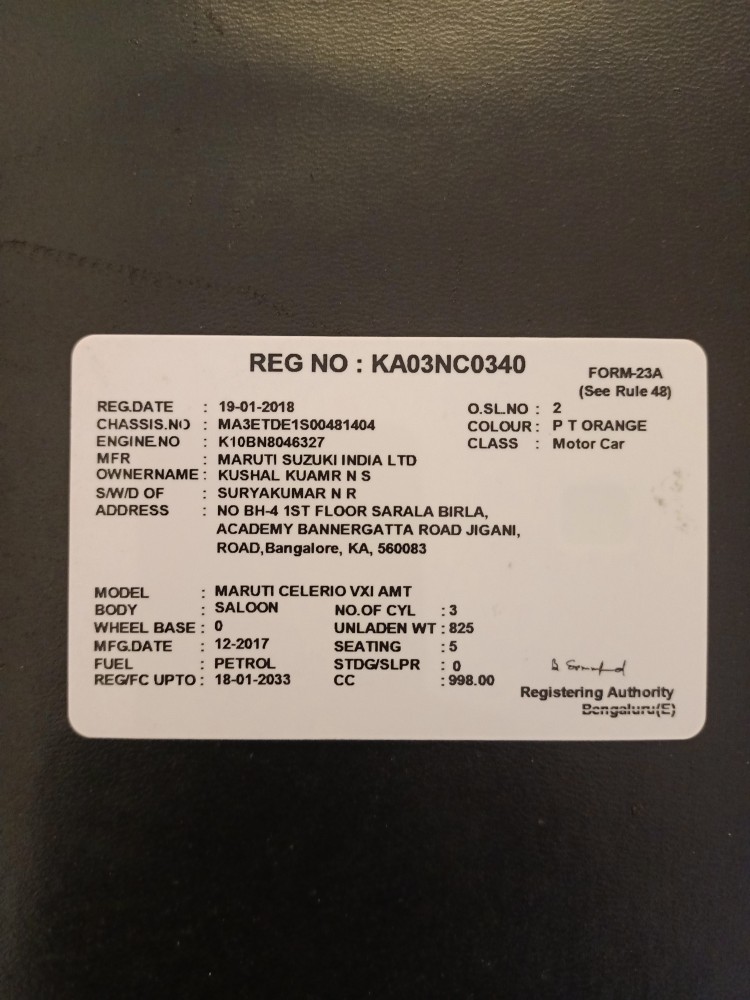 REG NO : KA03NC0340
FORM-23A
(See Rule 48)
REG.DATE : 19-01-2018
O.SL.NO : 2
CHASSIS.NO : MA3ETDE1S00481404
COLOUR : P T ORANGE
ENGINE.NO : K10BN8046327
CLASS : Motor Car
MFR : MARUTI SUZUKI INDIA LTD
OWNERNAME : KUSHAL KUAMR N S
S/W/D OF : SURYAKUMAR N R
ADDRESS : NO BH-4 1ST FLOOR SARALA BIRLA,
ACADEMY BANNERGATTA ROAD JIGANI,
ROAD,Bangalore, KA, 560083
MODEL : MARUTI CELERIO VXI AMT
BODY : SALOON NO.OF CYL : 3
WHEEL BASE : 0 UNLADEN WT : 825
MFG.DATE : 12-2017 SEATING : 5
FUEL : PETROL STDG/SLPR : 0
REG/FC UPTO : 18-01-2033 CC : 998.00
Registering Authority
Bengaluru(E)